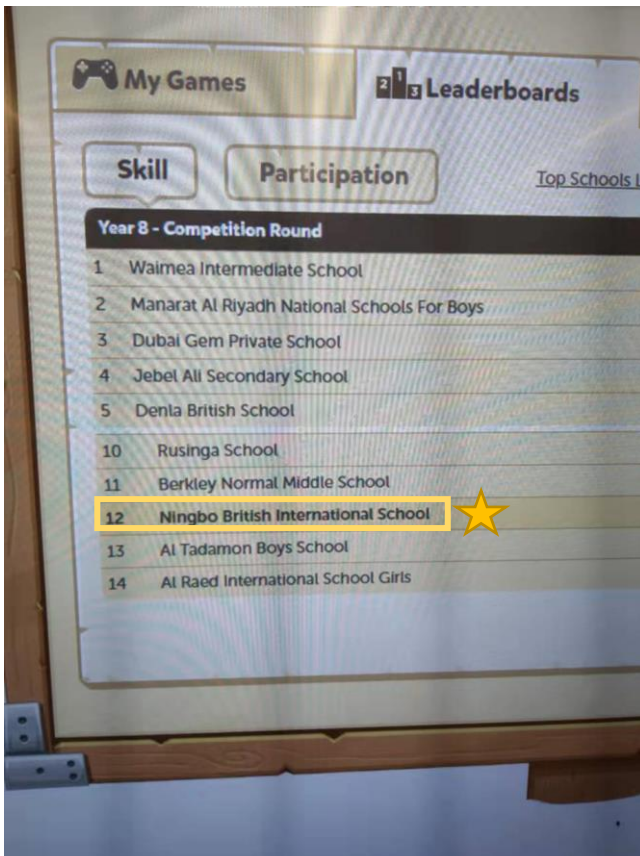 My Games
2 1 3 Leaderboards
Skill Participation Top Schools
Year 8 - Competition Round
1 Waimea Intermediate School
2 Manarat Al Riyadh National Schools For Boys
3 Dubai Gem Private School
4 Jebel Ali Secondary School
5 Denla British School
10 Rusinga School
11 Berkley Normal Middle School
12 Ningbo British International School
13 Al Tadamon Boys School
14 Al Raed International School Girls